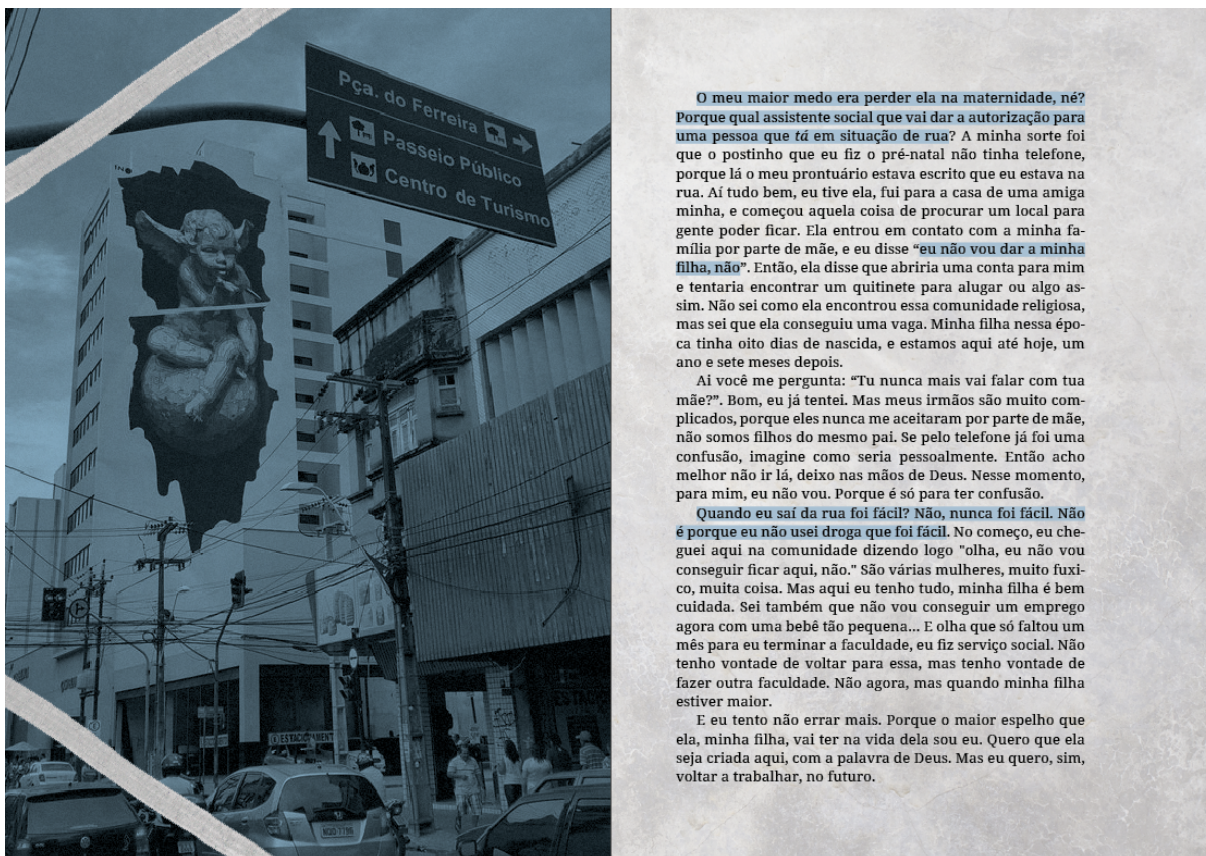 INO
Pça. do Ferreira
Passeio Público
Centro de Turismo
ESTACIONAMENT
O meu maior medo era perder ela na maternidade, né?
Porque qual assistente social que vai dar a autorização para
uma pessoa que tá em situação de rua? A minha sorte foi
que o postinho que eu fiz o pré-natal não tinha telefone,
porque lá o meu prontuário estava escrito que eu estava na
rua. Aí tudo bem, eu tive ela, fui para a casa de uma amiga
minha, e começou aquela coisa de procurar um local para
gente poder ficar. Ela entrou em contato com a minha fa-
mília por parte de mãe, e eu disse “eu não vou dar a minha
filha, não”. Então, ela disse que abriria uma conta para mim
e tentaria encontrar um quitinete para alugar ou algo as-
sim. Não sei como ela encontrou essa comunidade religiosa,
mas sei que ela conseguiu uma vaga. Minha filha nessa épo-
ca tinha oito dias de nascida, e estamos aqui até hoje, um
ano e sete meses depois.
Ai você me pergunta: “Tu nunca mais vai falar com tua
mãe?”. Bom, eu já tentei. Mas meus irmãos são muito com-
plicados, porque eles nunca me aceitaram por parte de mãe,
não somos filhos do mesmo pai. Se pelo telefone já foi uma
confusão, imagine como seria pessoalmente. Então acho
melhor não ir lá, deixo nas mãos de Deus. Nesse momento,
para mim, eu não vou. Porque é só para ter confusão.
Quando eu saí da rua foi fácil? Não, nunca foi fácil. Não
é porque eu não usei droga que foi fácil. No começo, eu che-
guei aqui na comunidade dizendo logo "olha, eu não vou
conseguir ficar aqui, não." São várias mulheres, muito fuxi-
co, muita coisa. Mas aqui eu tenho tudo, minha filha é bem
cuidada. Sei também que não vou conseguir um emprego
agora com uma bebê tão pequena... E olha que só faltou um
mês para eu terminar a faculdade, eu fiz serviço social. Não
tenho vontade de voltar para essa, mas tenho vontade de
fazer outra faculdade. Não agora, mas quando minha filha
estiver maior.
E eu tento não errar mais. Porque o maior espelho que
ela, minha filha, vai ter na vida dela sou eu. Quero que ela
seja criada aqui, com a palavra de Deus. Mas eu quero, sim,
voltar a trabalhar, no futuro.